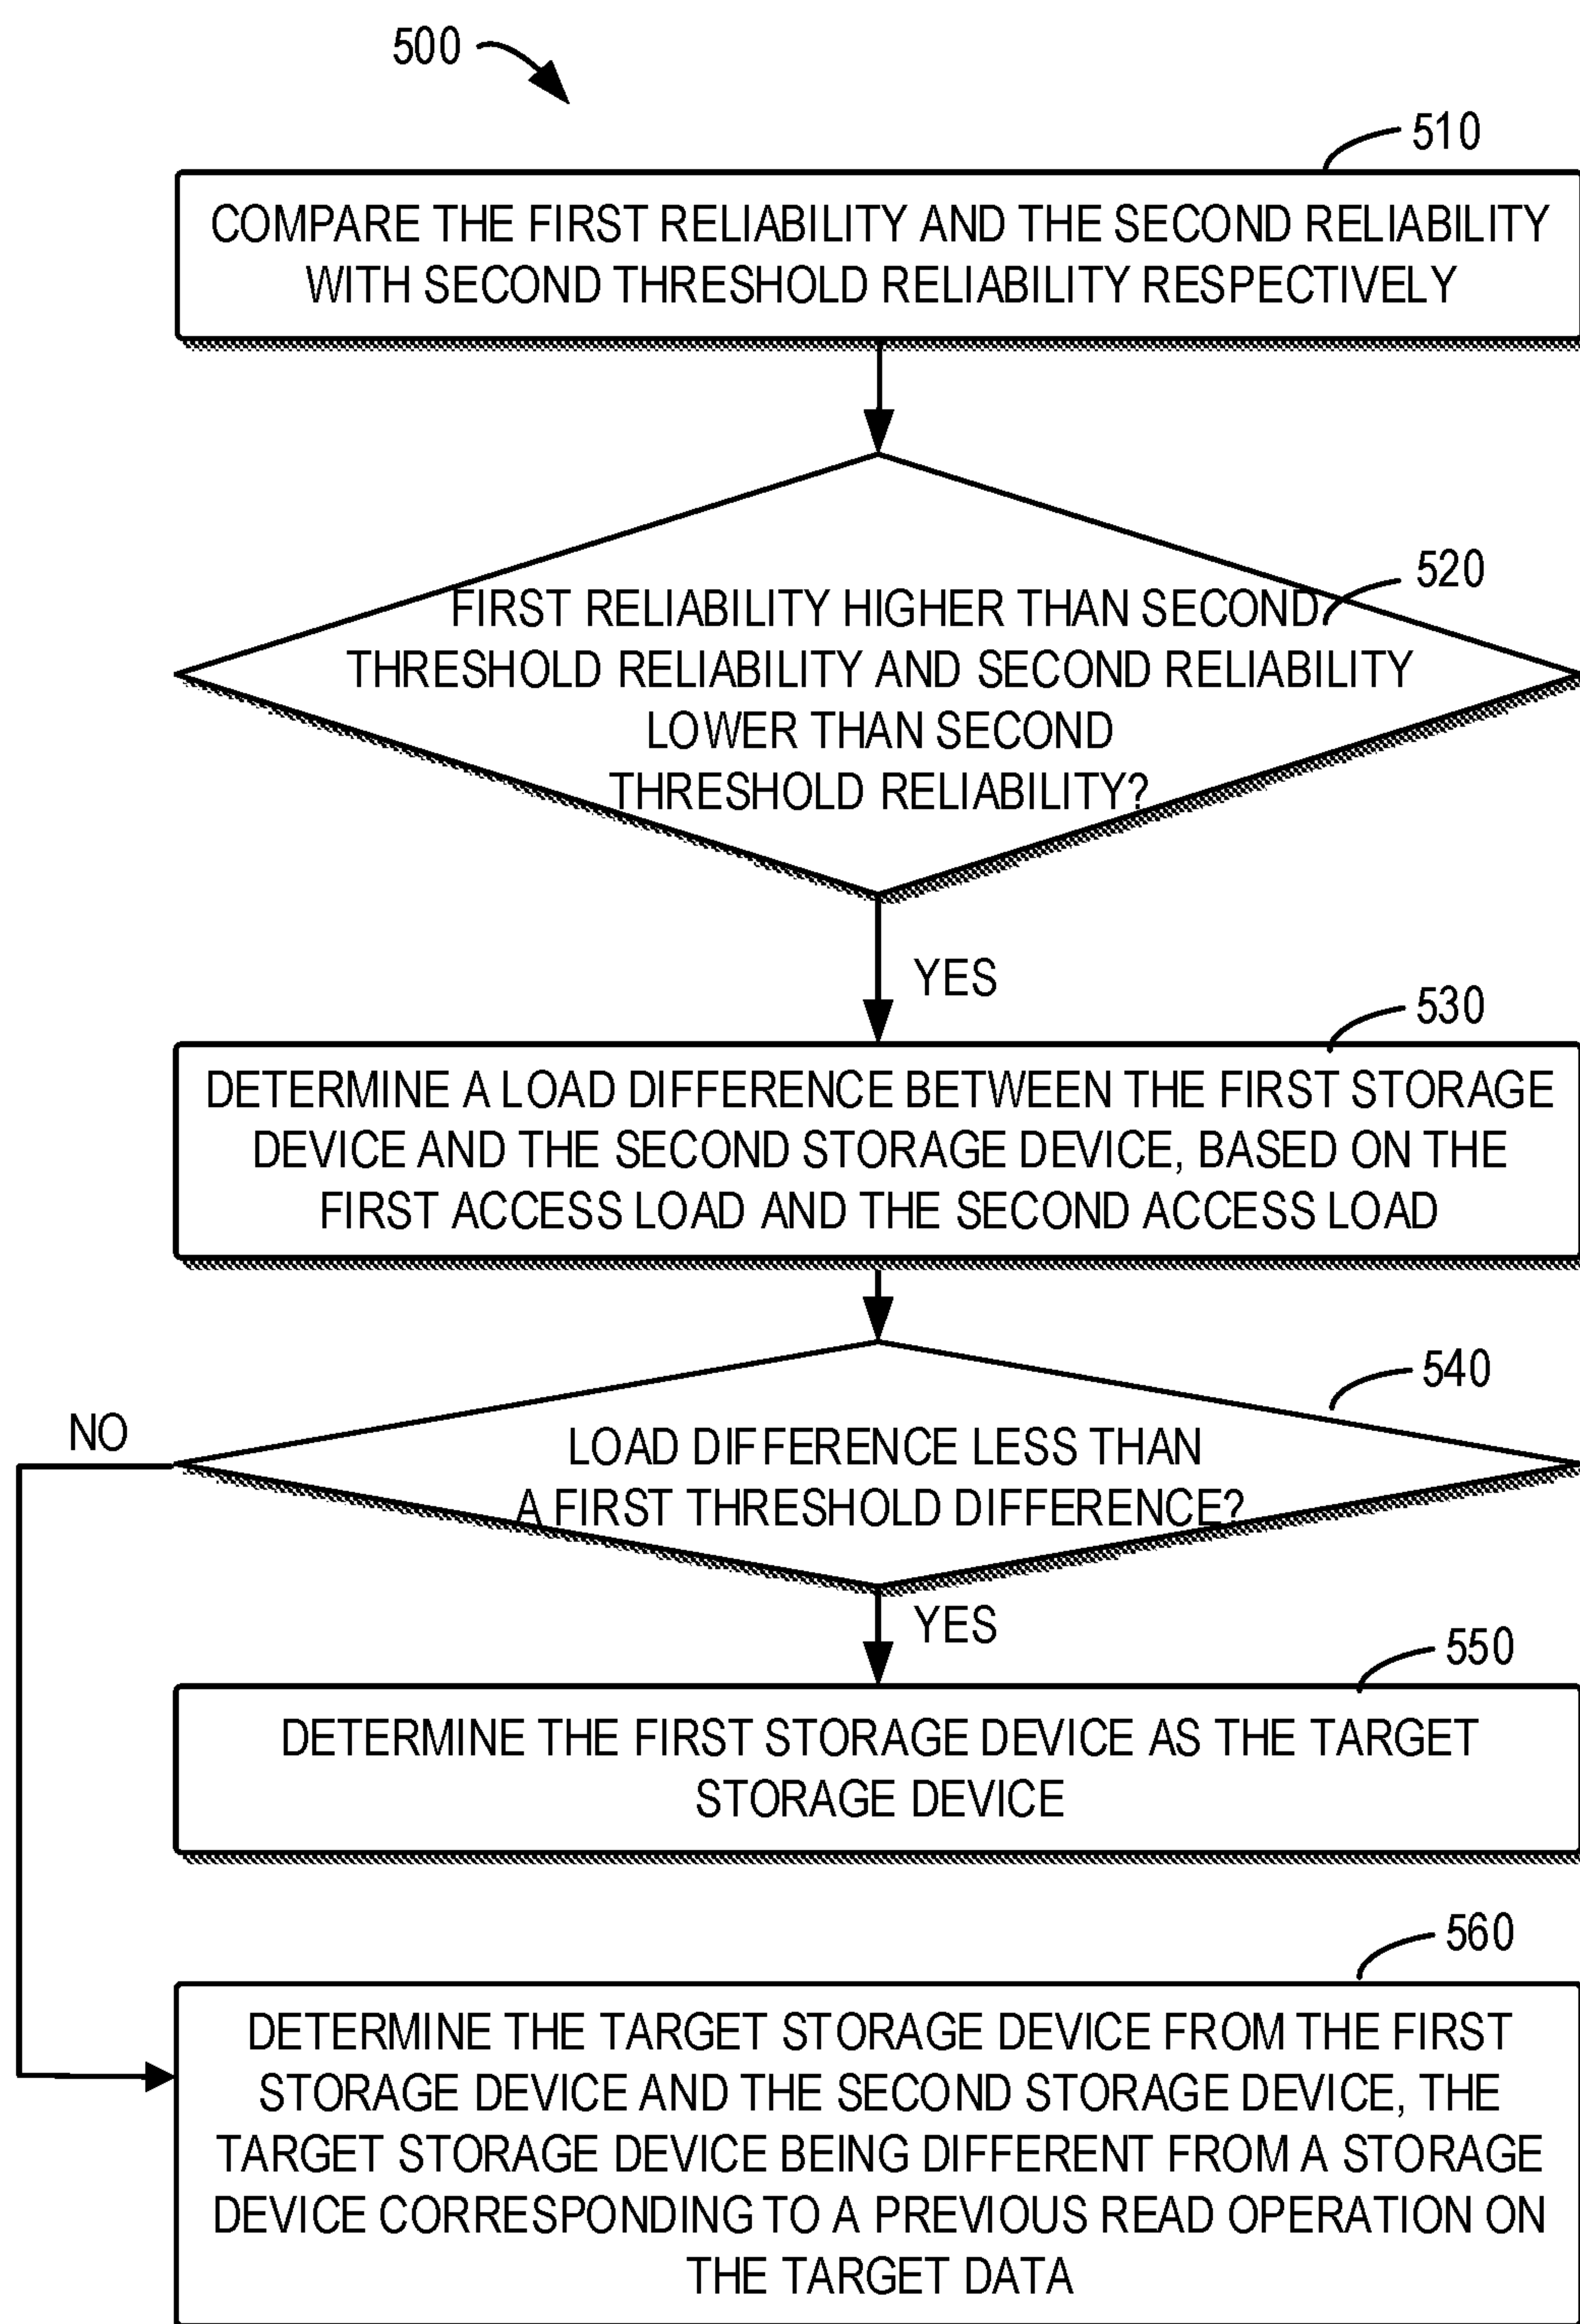 500
510
COMPARE THE FIRST RELIABILITY AND THE SECOND RELIABILITY
WITH SECOND THRESHOLD RELIABILITY RESPECTIVELY
520
FIRST RELIABILITY HIGHER THAN SECOND
THRESHOLD RELIABILITY AND SECOND RELIABILITY
LOWER THAN SECOND
THRESHOLD RELIABILITY?
YES
530
DETERMINE A LOAD DIFFERENCE BETWEEN THE FIRST STORAGE
DEVICE AND THE SECOND STORAGE DEVICE, BASED ON THE
FIRST ACCESS LOAD AND THE SECOND ACCESS LOAD
540
NO
LOAD DIFFERENCE LESS THAN
A FIRST THRESHOLD DIFFERENCE?
YES
550
DETERMINE THE FIRST STORAGE DEVICE AS THE TARGET
STORAGE DEVICE
560
DETERMINE THE TARGET STORAGE DEVICE FROM THE FIRST
STORAGE DEVICE AND THE SECOND STORAGE DEVICE, THE
TARGET STORAGE DEVICE BEING DIFFERENT FROM A STORAGE
DEVICE CORRESPONDING TO A PREVIOUS READ OPERATION ON
THE TARGET DATA